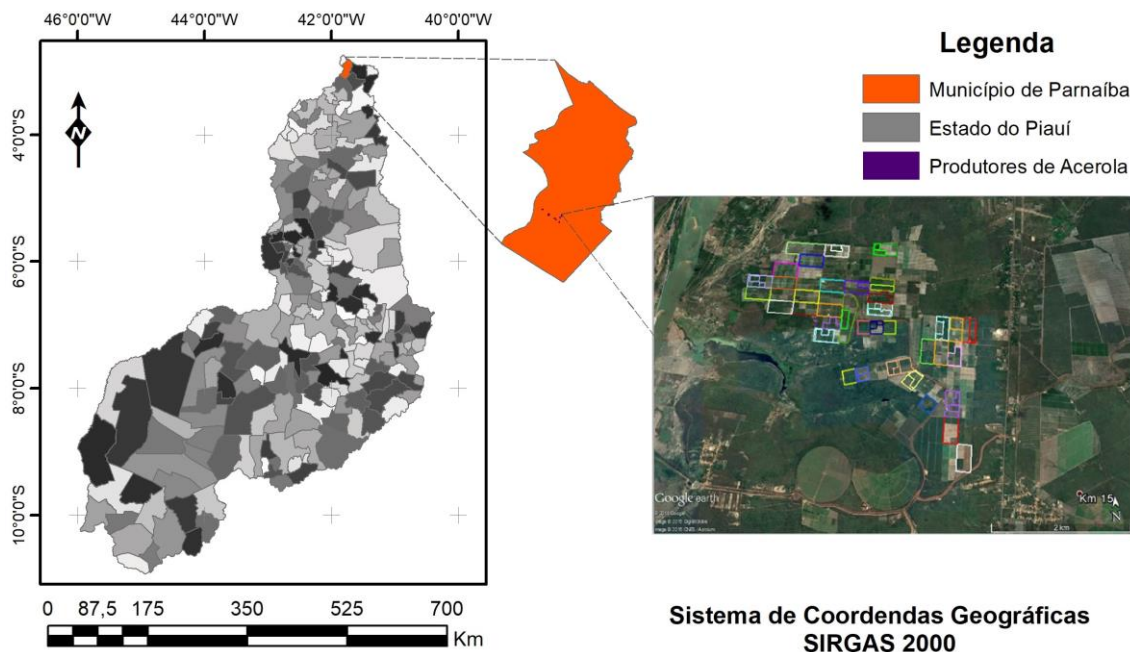 46°0'0"W 44°0'0"W 42°0'0"W 40°0'0"W
4°0'0"S
6°0'0"S
8°0'0"S
10°0'0"S
N
Legenda
Município de Parnaíba
Estado do Piauí
Produtores de Acerola
Google earth
Km 15
N
2 km
0 87,5 175 350 525 700
Km
Sistema de Coordendas Geográficas
SIRGAS 2000